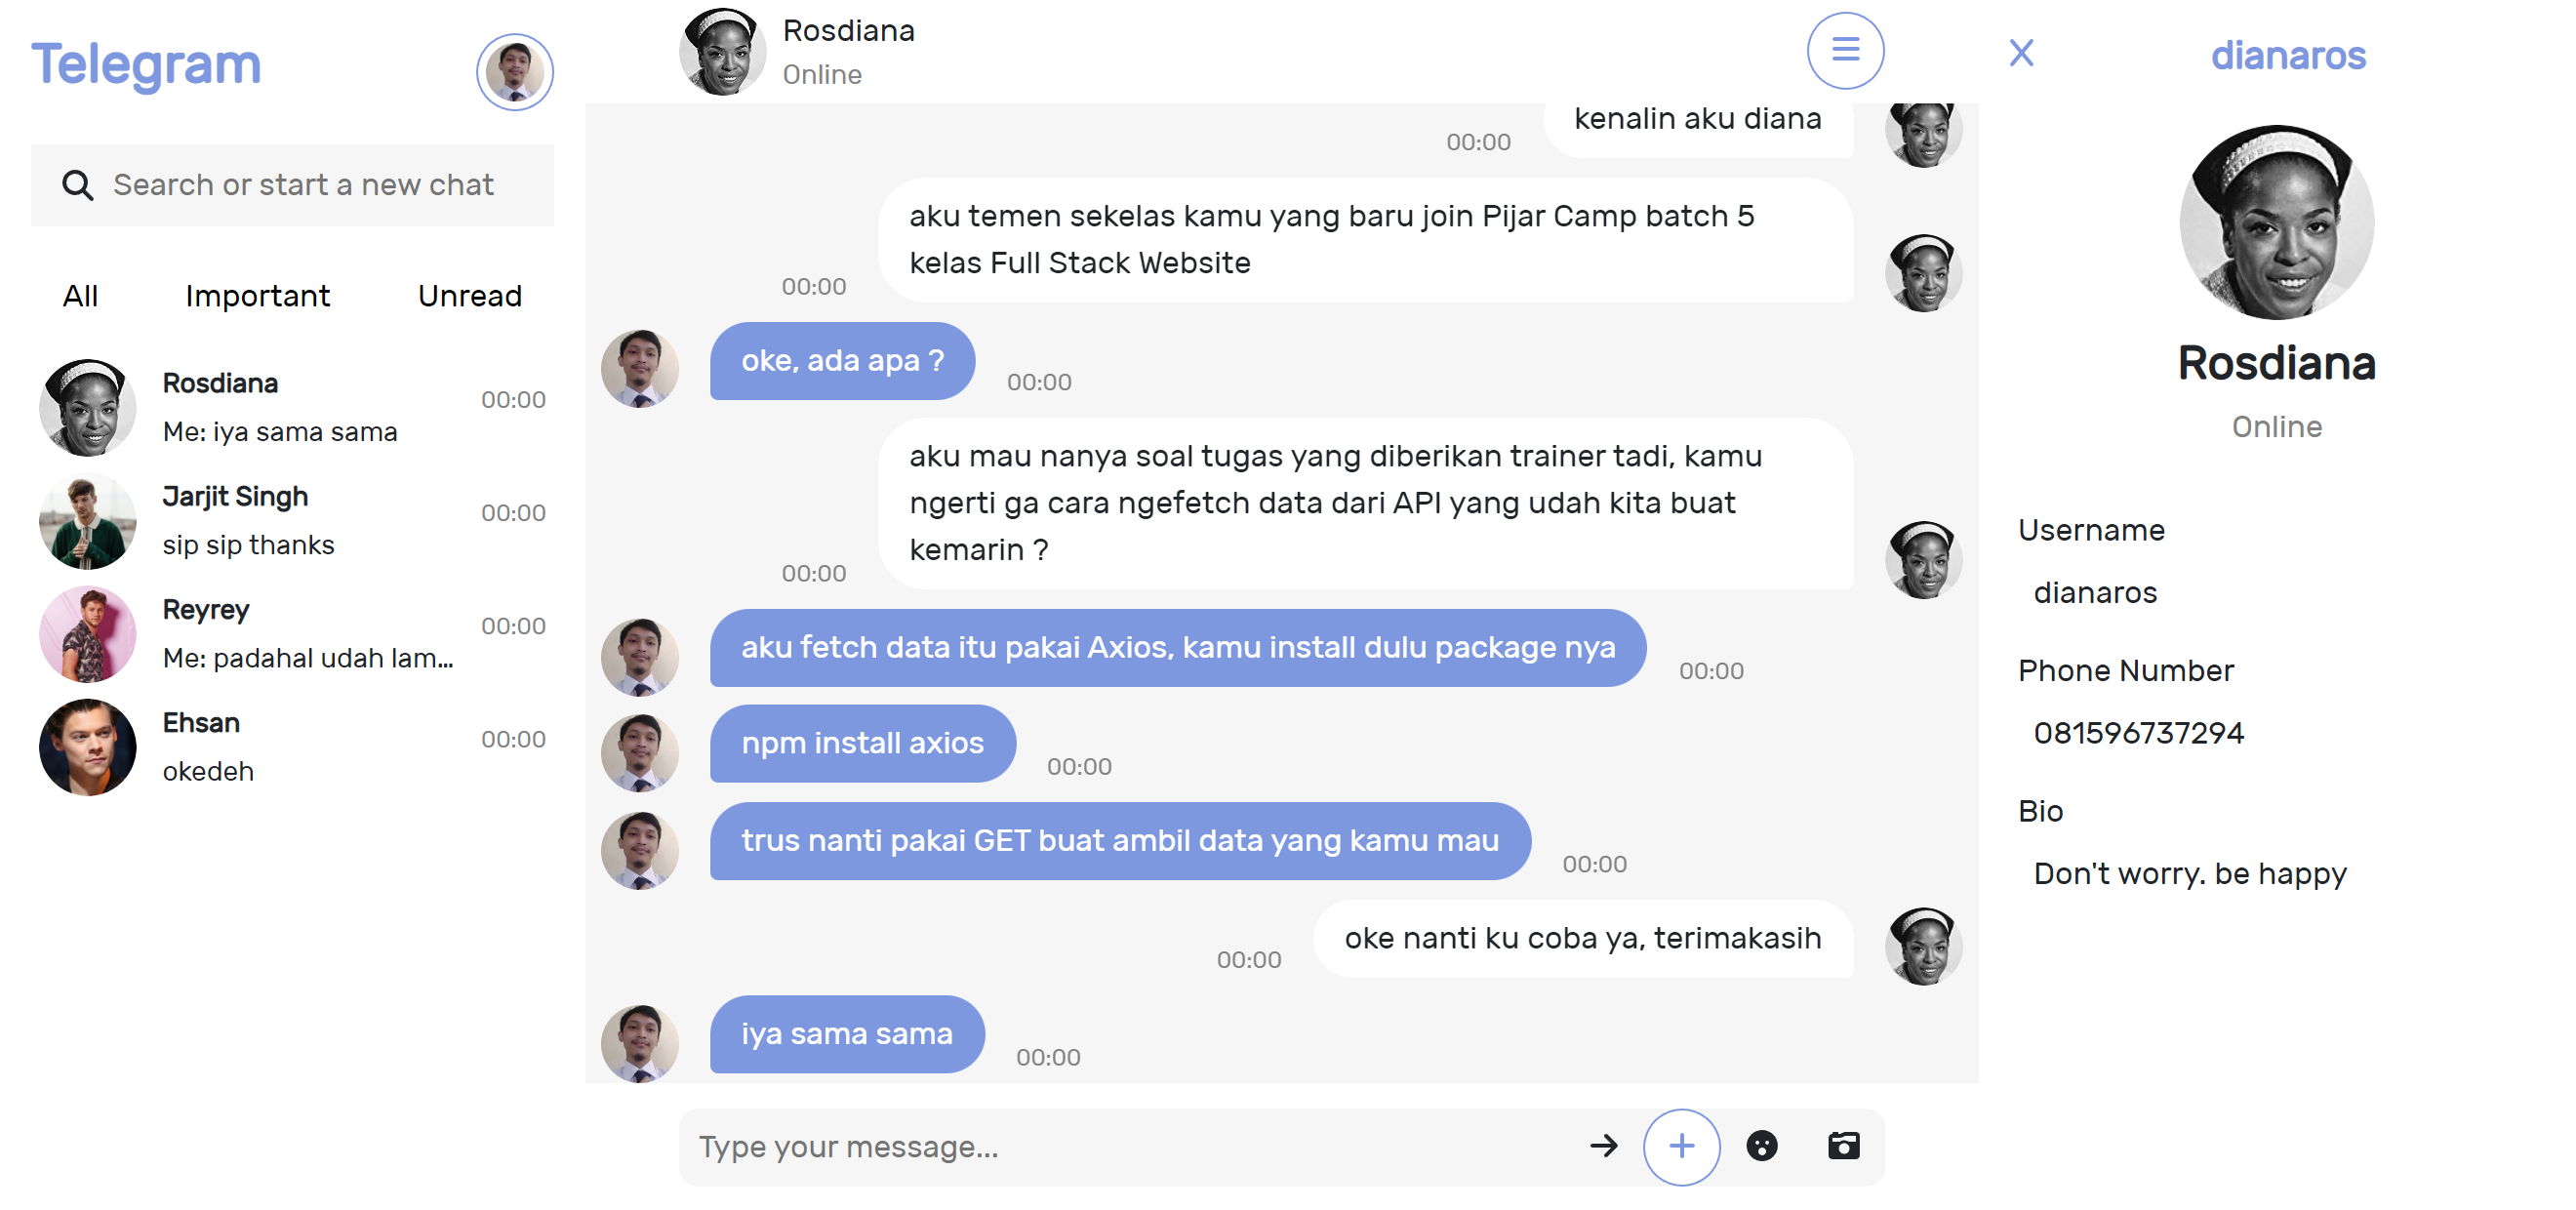 Telegram
Search or start a new chat
All Important Unread
Rosdiana
00:00
Me: iya sama sama
Jarjit Singh
00:00
sip sip thanks
Reyrey
00:00
Me: padahal udah lam...
Ehsan
00:00
okedeh
Rosdiana
Online
kenalin aku diana
00:00
aku temen sekelas kamu yang baru join Pijar Camp batch 5
kelas Full Stack Website
00:00
oke, ada apa ?
00:00
aku mau nanya soal tugas yang diberikan trainer tadi, kamu
ngerti ga cara ngefetch data dari API yang udah kita buat
kemarin ?
00:00
aku fetch data itu pakai Axios, kamu install dulu package nya
00:00
npm install axios
00:00
trus nanti pakai GET buat ambil data yang kamu mau
00:00
oke nanti ku coba ya, terimakasih
00:00
iya sama sama
00:00
Type your message...
X
dianaros
Rosdiana
Online
Username
dianaros
Phone Number
081596737294
Bio
Don't worry. be happy